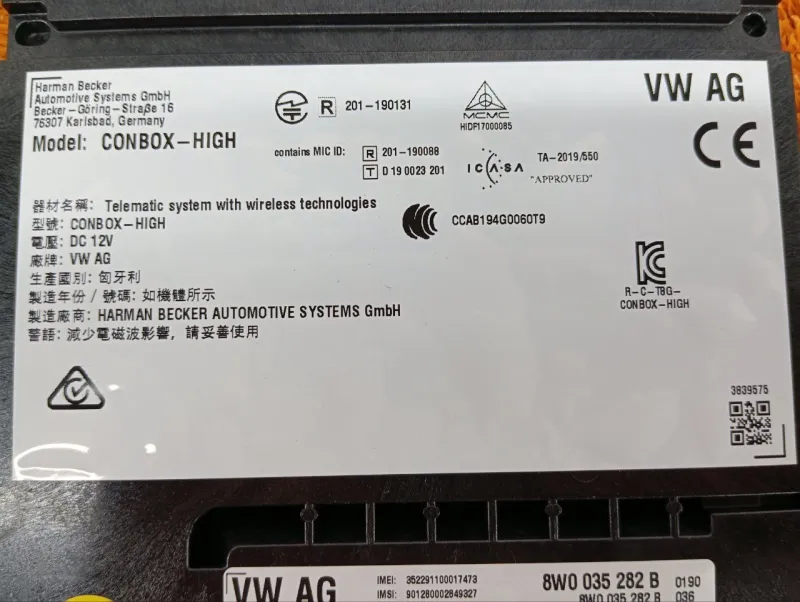 Harman Becker
Automotive Systems GmbH
Becker-Göring-Straße 16
76307 Karlsbad, Germany
Model: CONBOX-HIGH
R 201-190131
contains MIC ID:
R 201-190088
T D 19 0023 201
MCMC
HIDF17000085
ICASA
TA-2019/550
"APPROVED"
VW AG
CE
CCAB194G0060T9
器材名稱: Telematic system with wireless technologies
型號: CONBOX-HIGH
電壓: DC 12V
廠牌: VW AG
生產國別: 匈牙利
製造年份 / 號碼: 如機體所示
製造廠商: HARMAN BECKER AUTOMOTIVE SYSTEMS GmbH
警語: 減少電磁波影響, 請妥善使用
R-C-TBG-
CONBOX-HIGH
3839575
VW AG
IMEI: 352291100017473
IMSI: 901280002849327
8W0 035 282 B 0190
8W0 035 282 B 036